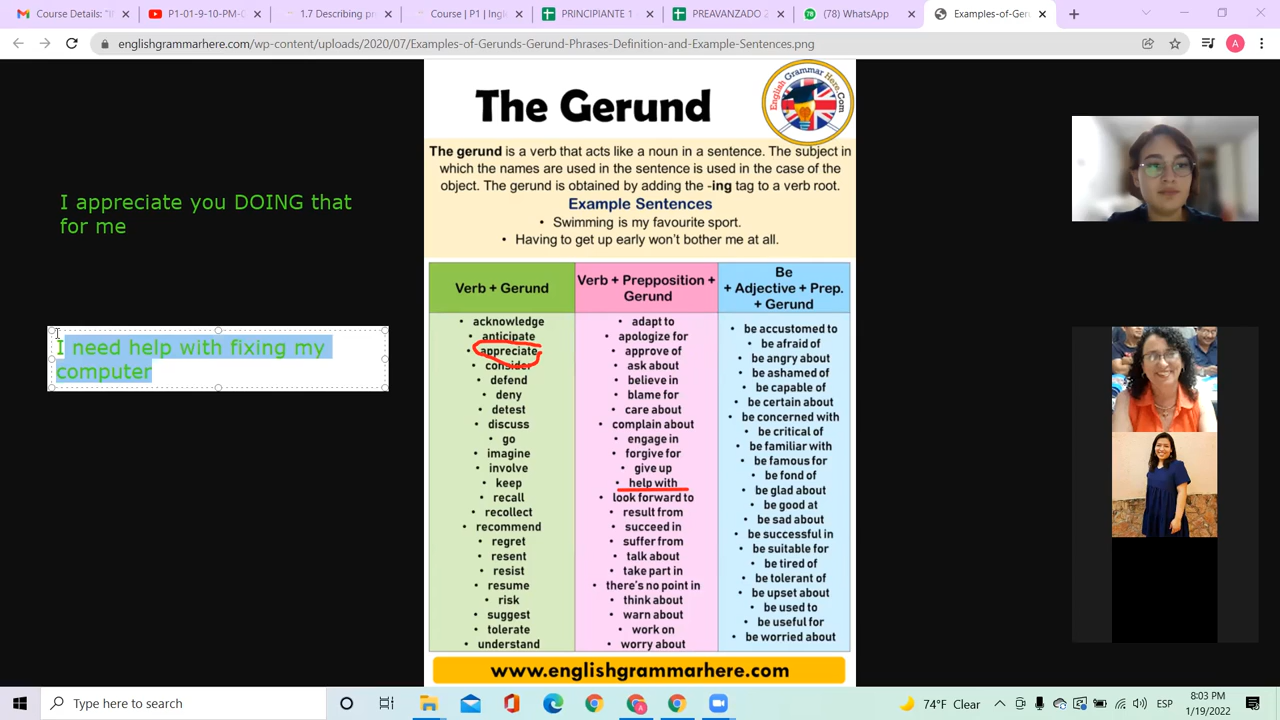 (78) Wha
P1-01-9-10-PM-C
1.7 Describing perso
Course | P1 | Ingl
PRINCIPIANTE 1
PREAVANZADO 2
(78) WhatsApp
Examples-of-Ger
englishgrammarhere.com/wp-content/uploads/2020/07/Examples-of-Gerunds-Gerund-Phrases-Definition-and-Example-Sentences.png
A
The Gerund
English Grammar Here.Com
The gerund is a verb that acts like a noun in a sentence. The subject in
which the names are used in the sentence is used in the case of the
object. The gerund is obtained by adding the -ing tag to a verb root.
Example Sentences
• Swimming is my favourite sport.
• Having to get up early won't bother me at all.
I appreciate you DOING that
for me
I need help with fixing my
computer
Verb + Gerund
• acknowledge
• anticipate
• appreciate
• consider
• defend
• deny
• detest
• discuss
• go
• imagine
• involve
• keep
• recall
• recollect
• recommend
• regret
• resent
• resist
• resume
• risk
• suggest
• tolerate
• understand
Verb + Prepposition +
Gerund
• adapt to
• apologize for
• approve of
• ask about
• believe in
• blame for
• care about
• complain about
• engage in
• forgive for
• give up
• help with
• look forward to
• result from
• succeed in
• suffer from
• talk about
• take part in
• there's no point in
• think about
• warn about
• work on
• worry about
Be
+ Adjective + Prep.
+ Gerund
• be accustomed to
• be afraid of
• be angry about
• be ashamed of
• be capable of
• be certain about
• be concerned with
• be critical of
• be familiar with
• be famous for
• be fond of
• be glad about
• be good at
• be sad about
• be successful in
• be suitable for
• be tired of
• be tolerant of
• be upset about
• be used to
• be useful for
• be worried about
www.englishgrammarhere.com
Type here to search
74°F Clear
ESP
8:03 PM
1/19/2022